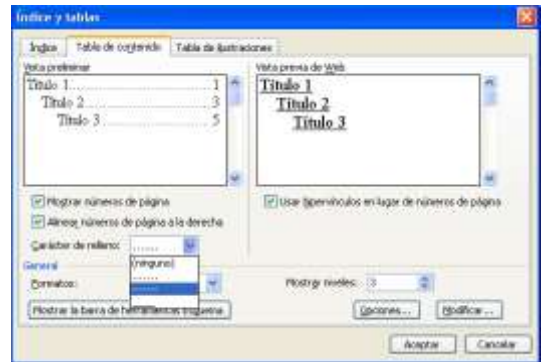 Índice y tablas
Índice Tabla de contenido Tabla de ilustraciones
Vista preliminar
Título 1 ........ 1
Título 2 ........ 3
Título 3 ........ 5
Vista previa de Web
Título 1
Título 2
Título 3
Mostrar números de página
Alinear números de página a la derecha
Usar hipervínculos en lugar de números de página
Carácter de relleno: .......
(ninguno)
.......
-------
General
Formatos:
Mostrar niveles: 3
Mostrar la barra de herramientas Esquema
Opciones... Modificar...
Aceptar Cancelar